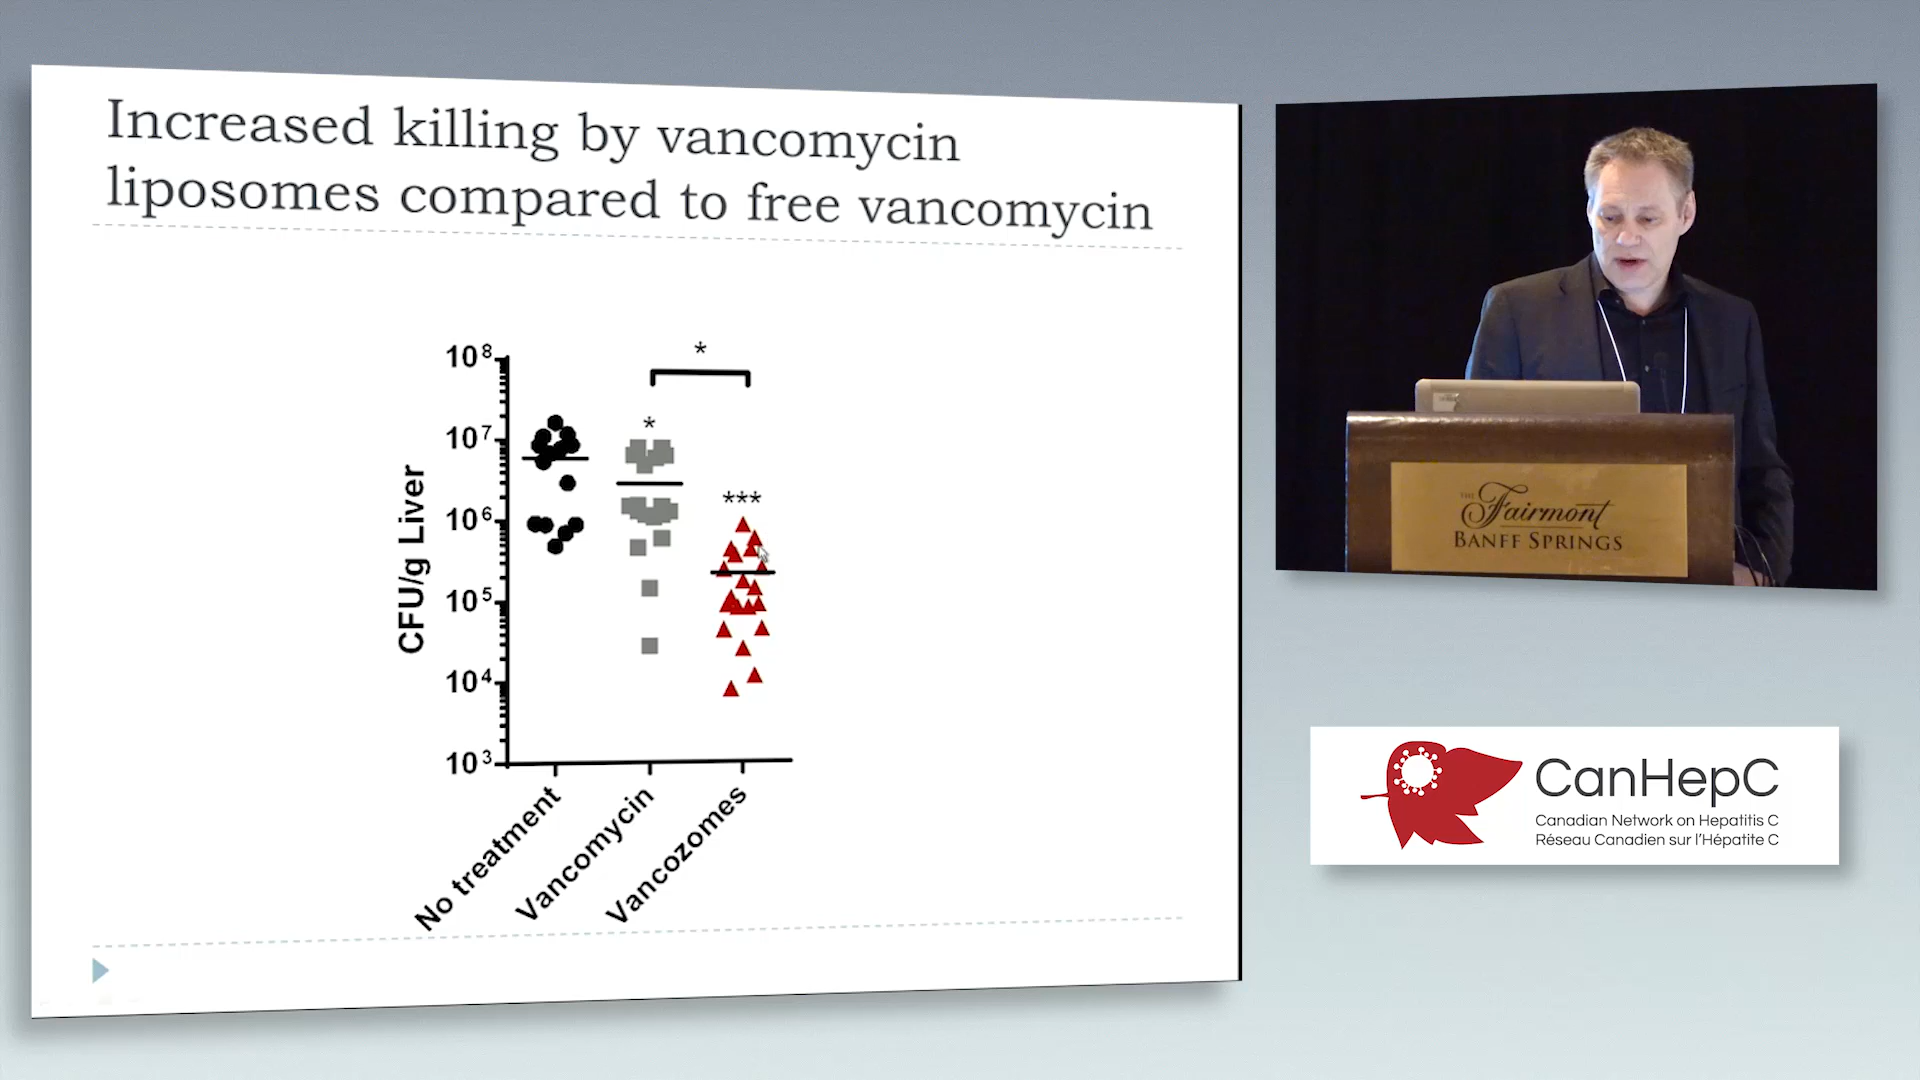 Increased killing by vancomycin
liposomes compared to free vancomycin
*
*
***
10⁸
10⁷
10⁶
10⁵
10⁴
10³
CFU/g Liver
No treatment
Vancomycin
Vancozomes
THE
Fairmont
BANFF SPRINGS
CanHepC
Canadian Network on Hepatitis C
Réseau Canadien sur l'Hépatite C